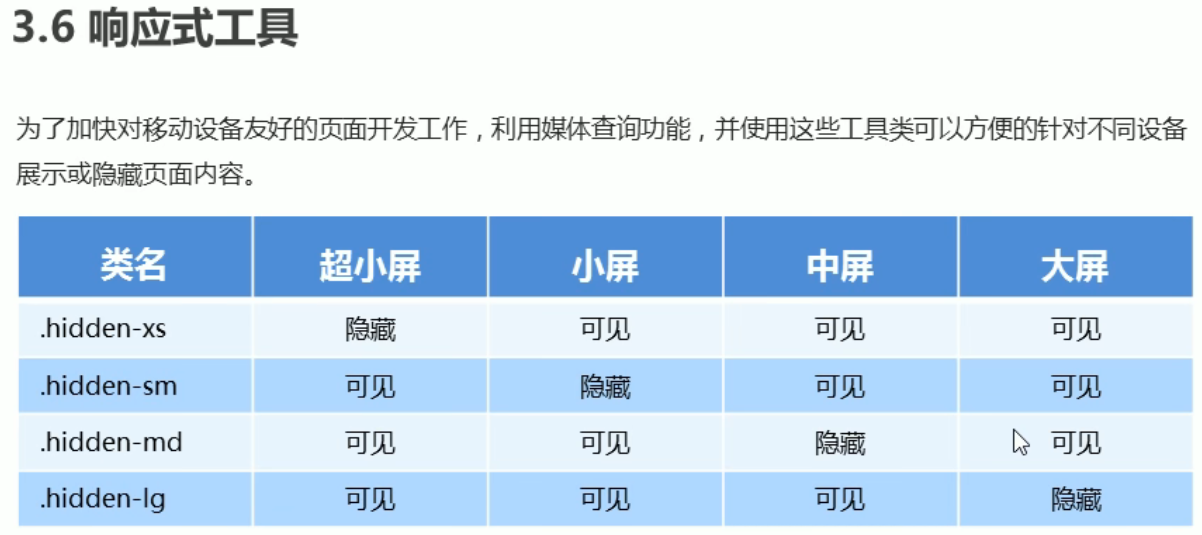 3.6 响应式工具
为了加快对移动设备友好的页面开发工作，利用媒体查询功能，并使用这些工具类可以方便的针对不同设备
展示或隐藏页面内容。
类名 超小屏 小屏 中屏 大屏
.hidden-xs 隐藏 可见 可见 可见
.hidden-sm 可见 隐藏 可见 可见
.hidden-md 可见 可见 隐藏 可见
.hidden-lg 可见 可见 可见 隐藏